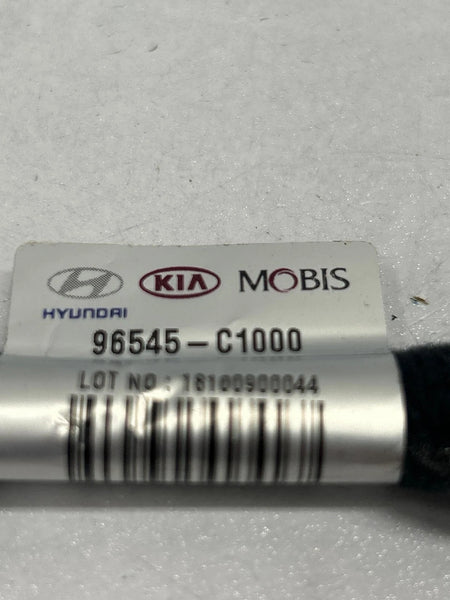 KIA MOBIS
HYUNDAI
96545-C1000
LOT NO : 18100900044